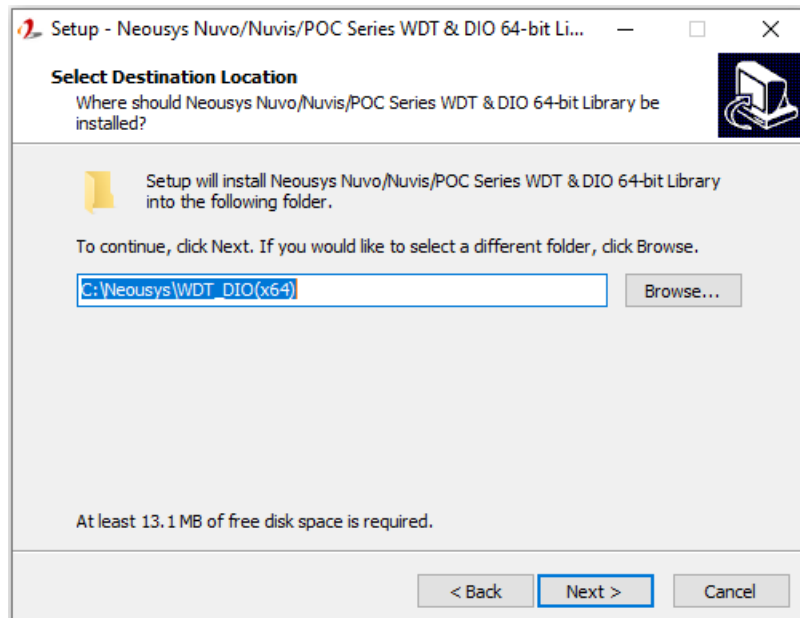 Setup - Neousys Nuvo/Nuvis/POC Series WDT & DIO 64-bit Li...
Select Destination Location
Where should Neousys Nuvo/Nuvis/POC Series WDT & DIO 64-bit Library be
installed?
Setup will install Neousys Nuvo/Nuvis/POC Series WDT & DIO 64-bit Library
into the following folder.
To continue, click Next. If you would like to select a different folder, click Browse.
C:\Neousys\WDT_DIO(x64)
Browse...
At least 13.1 MB of free disk space is required.
< Back
Next >
Cancel